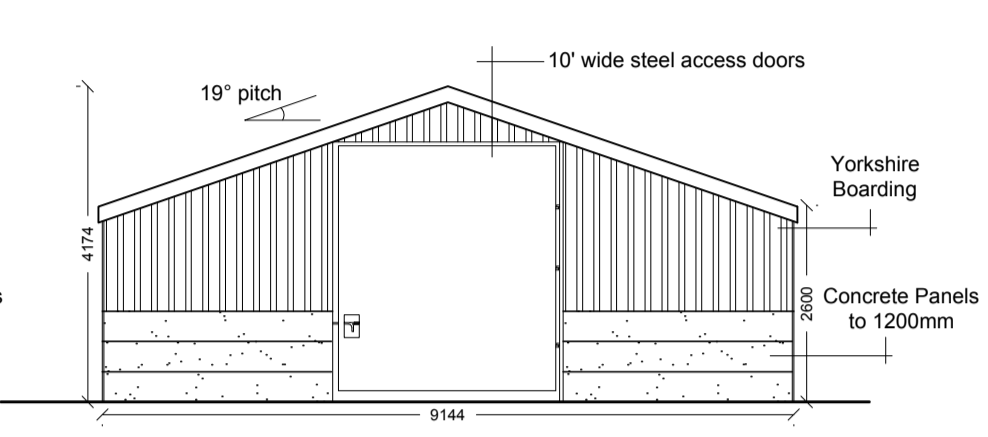 10' wide steel access doors
19° pitch
Yorkshire
Boarding
4174
2600
Concrete Panels
to 1200mm
s
9144